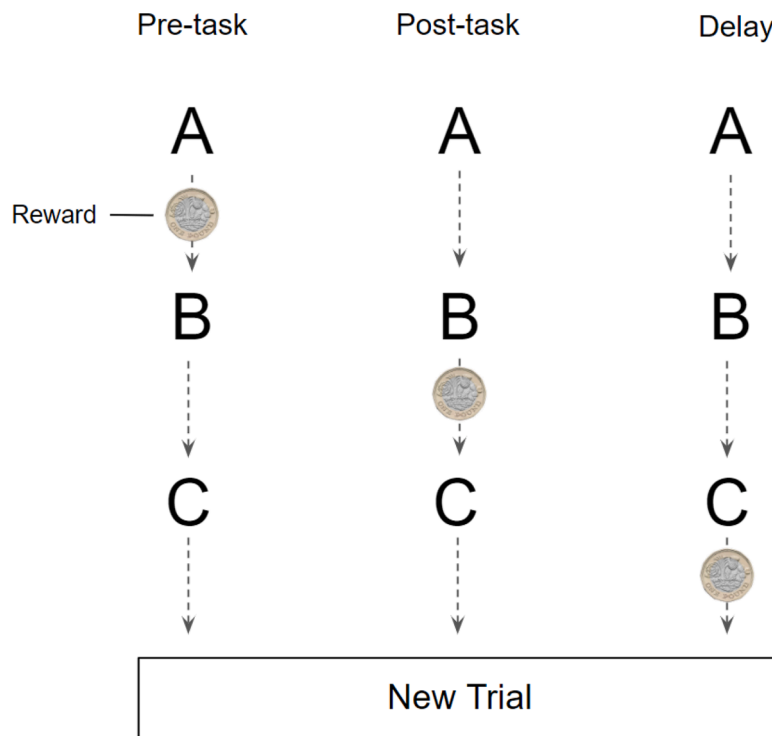 Pre-task Post-task Delay
A A A
Reward
B B B
C C C
New Trial